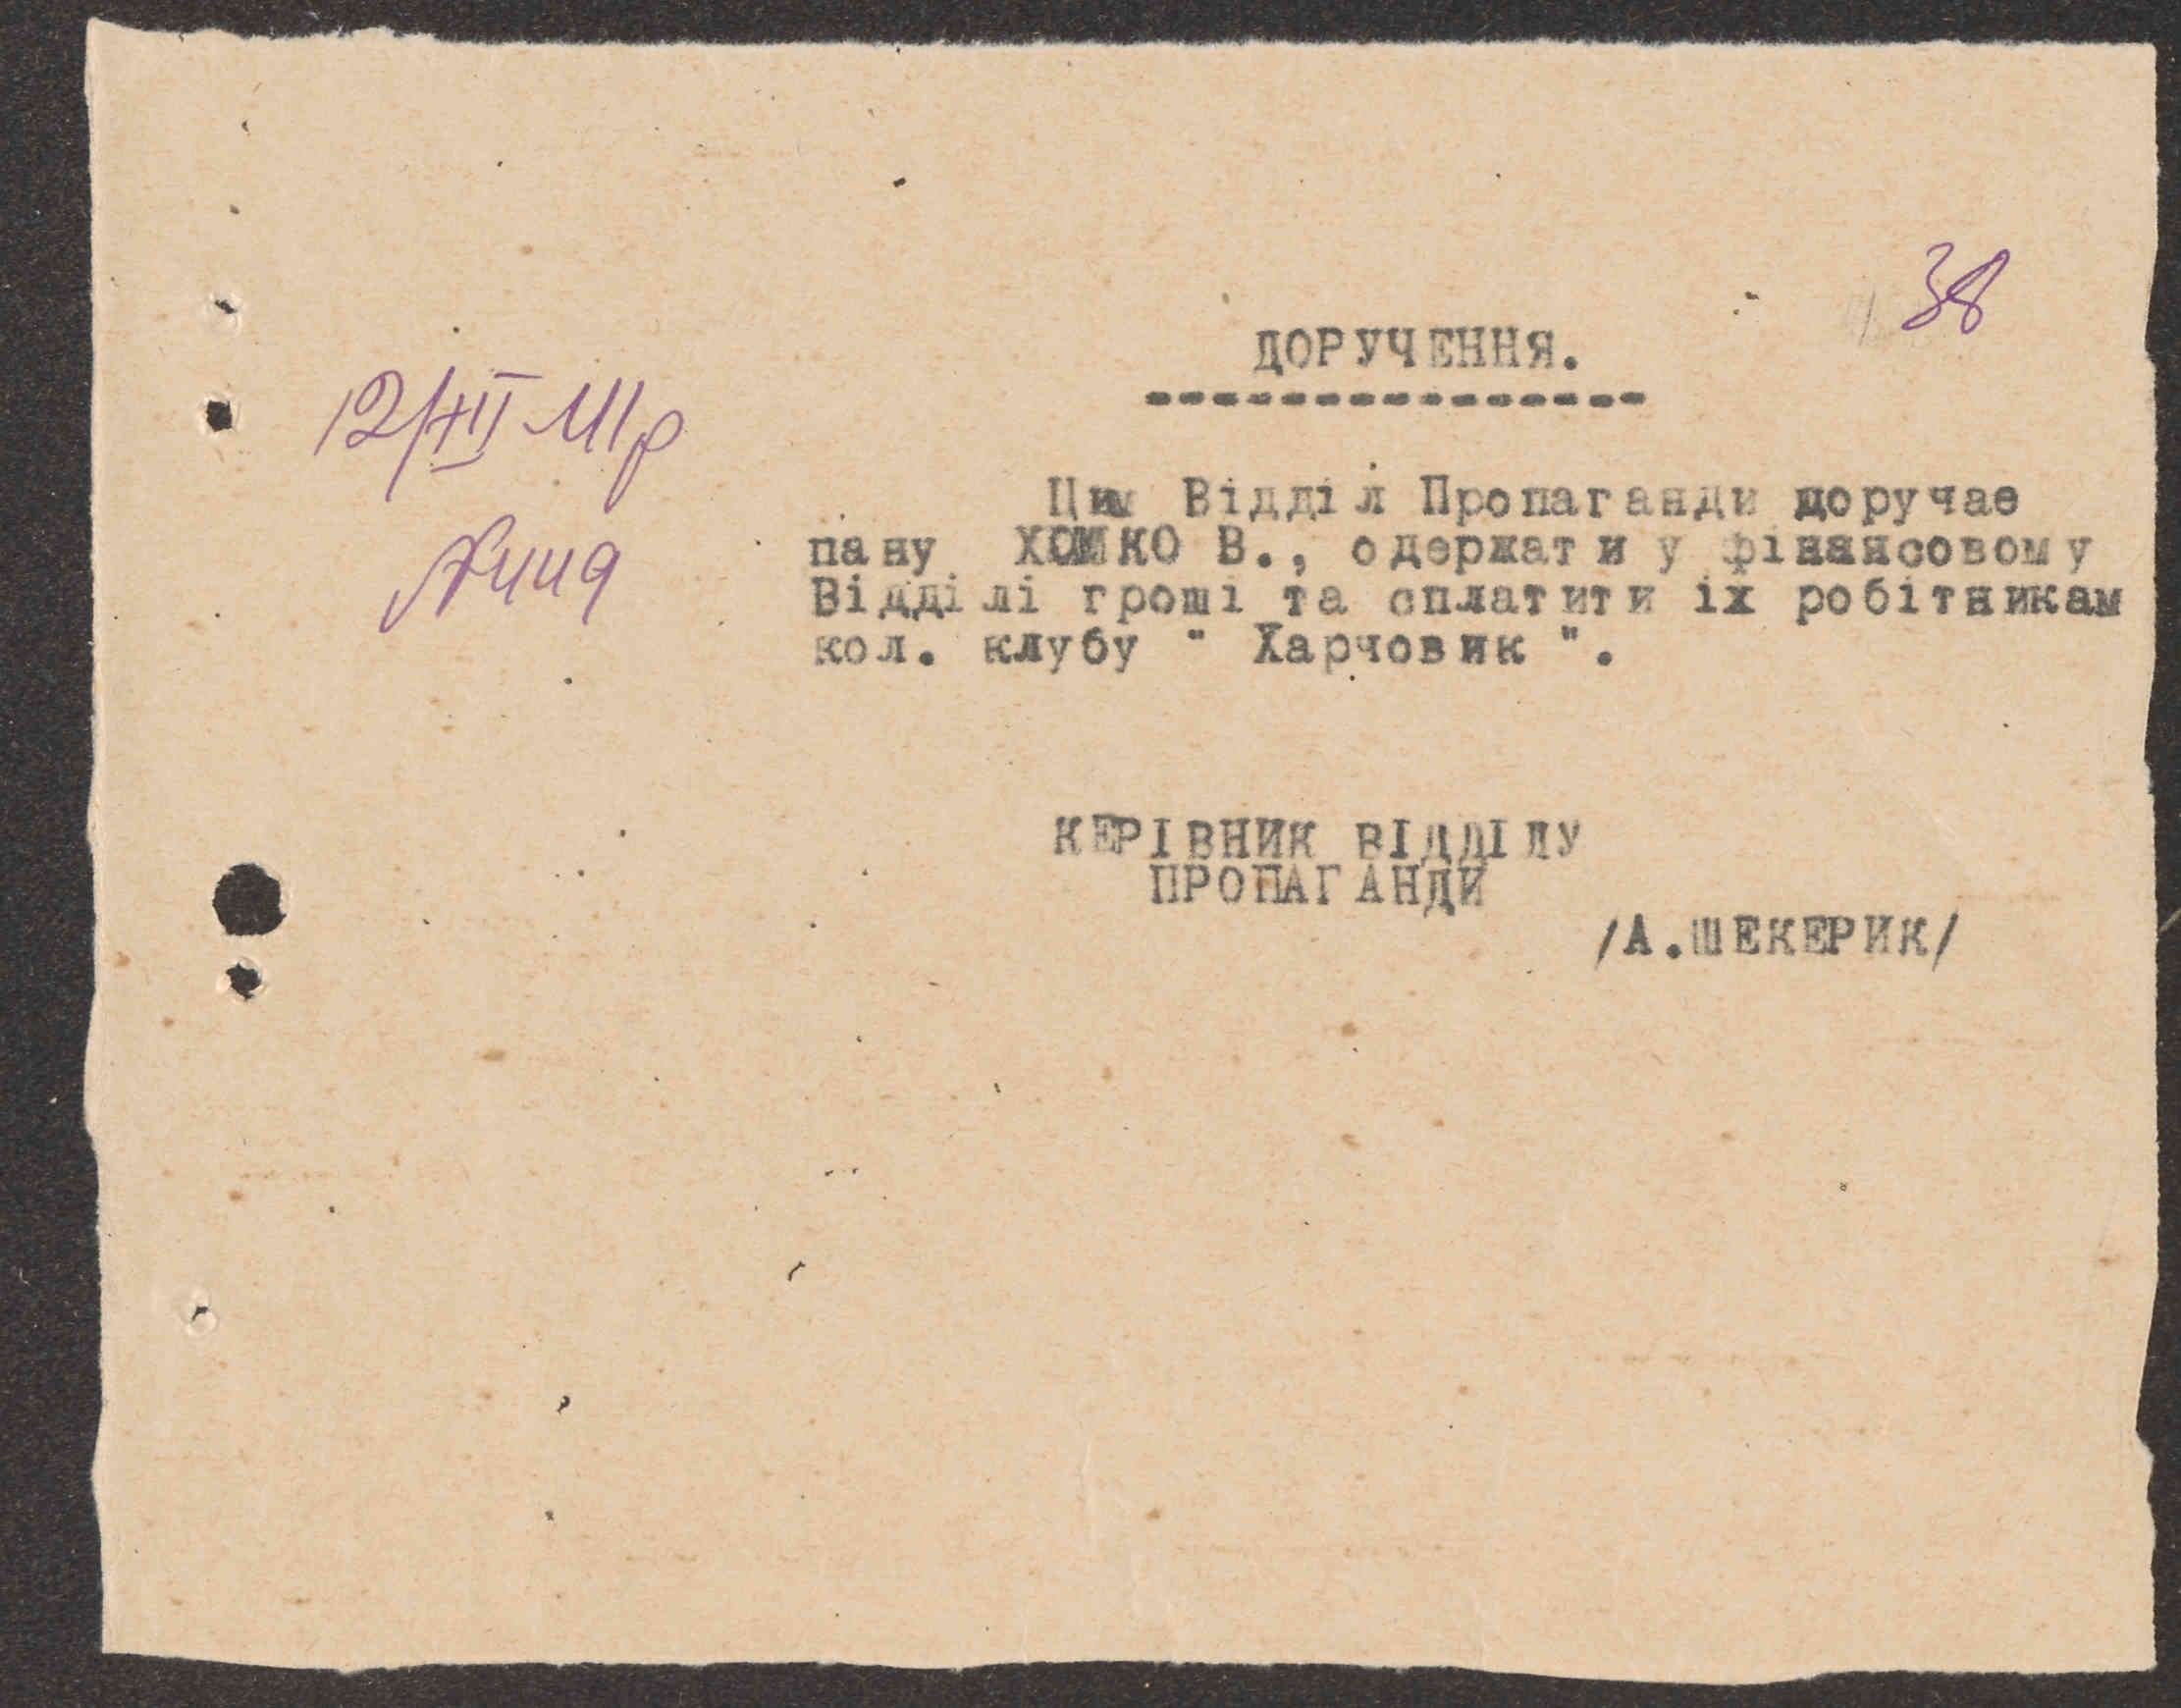 38
ДОРУЧЕННЯ.
----------------
12/XII 41р
Цим Відділ Пропаганди доручає
пану ХОМКО В., одержати у фінансовому
Відділі гроші та сплатити іх робітникам
кол. клубу " Харчовик ".
КЕРІВНИК ВІДДІЛУ
ПРОПАГАНДИ
/А.ШЕКЕРИК/